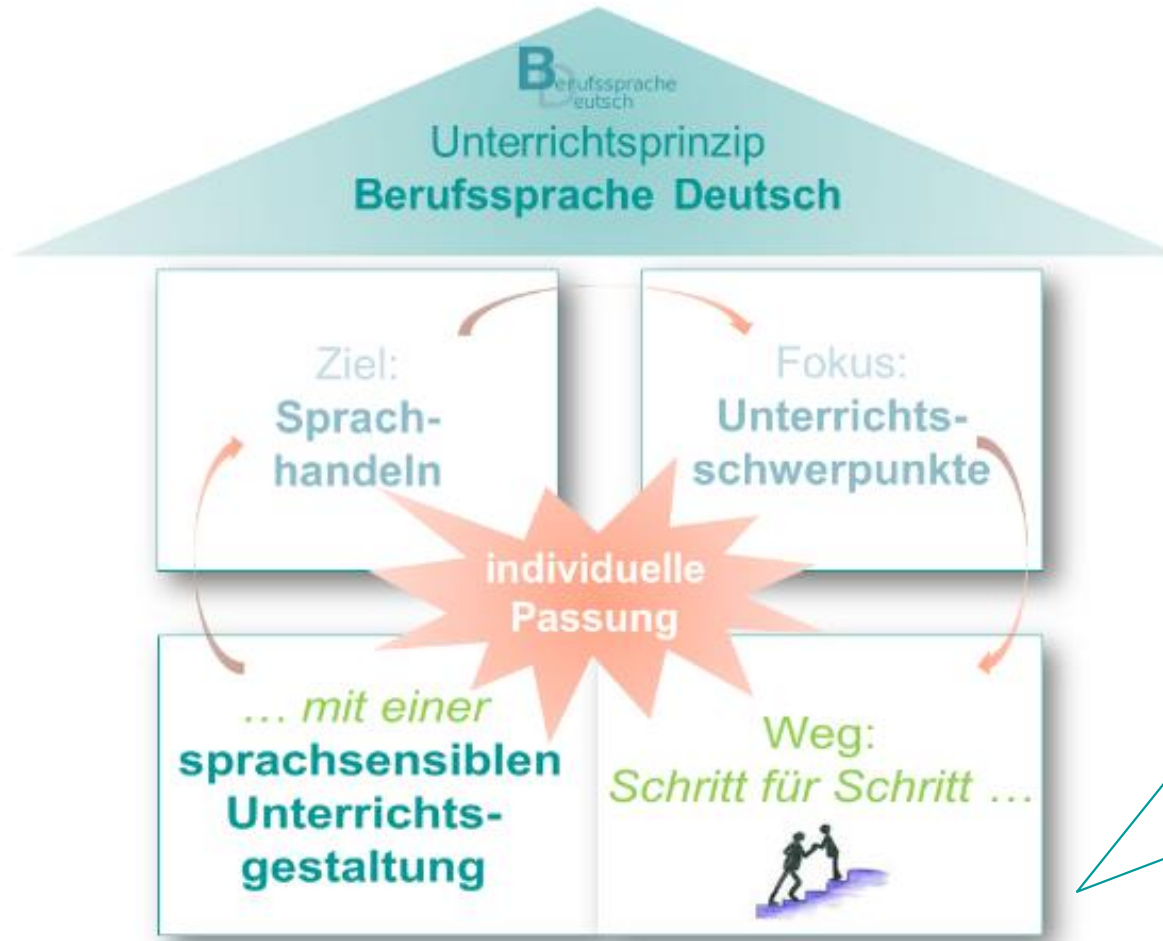 Berufssprache
Deutsch
Unterrichtsprinzip
Berufssprache Deutsch
Ziel:
Sprach-
handeln
Fokus:
Unterrichts-
schwerpunkte
individuelle
Passung
… mit einer
sprachsensiblen
Unterrichts-
gestaltung
Weg:
Schritt für Schritt …